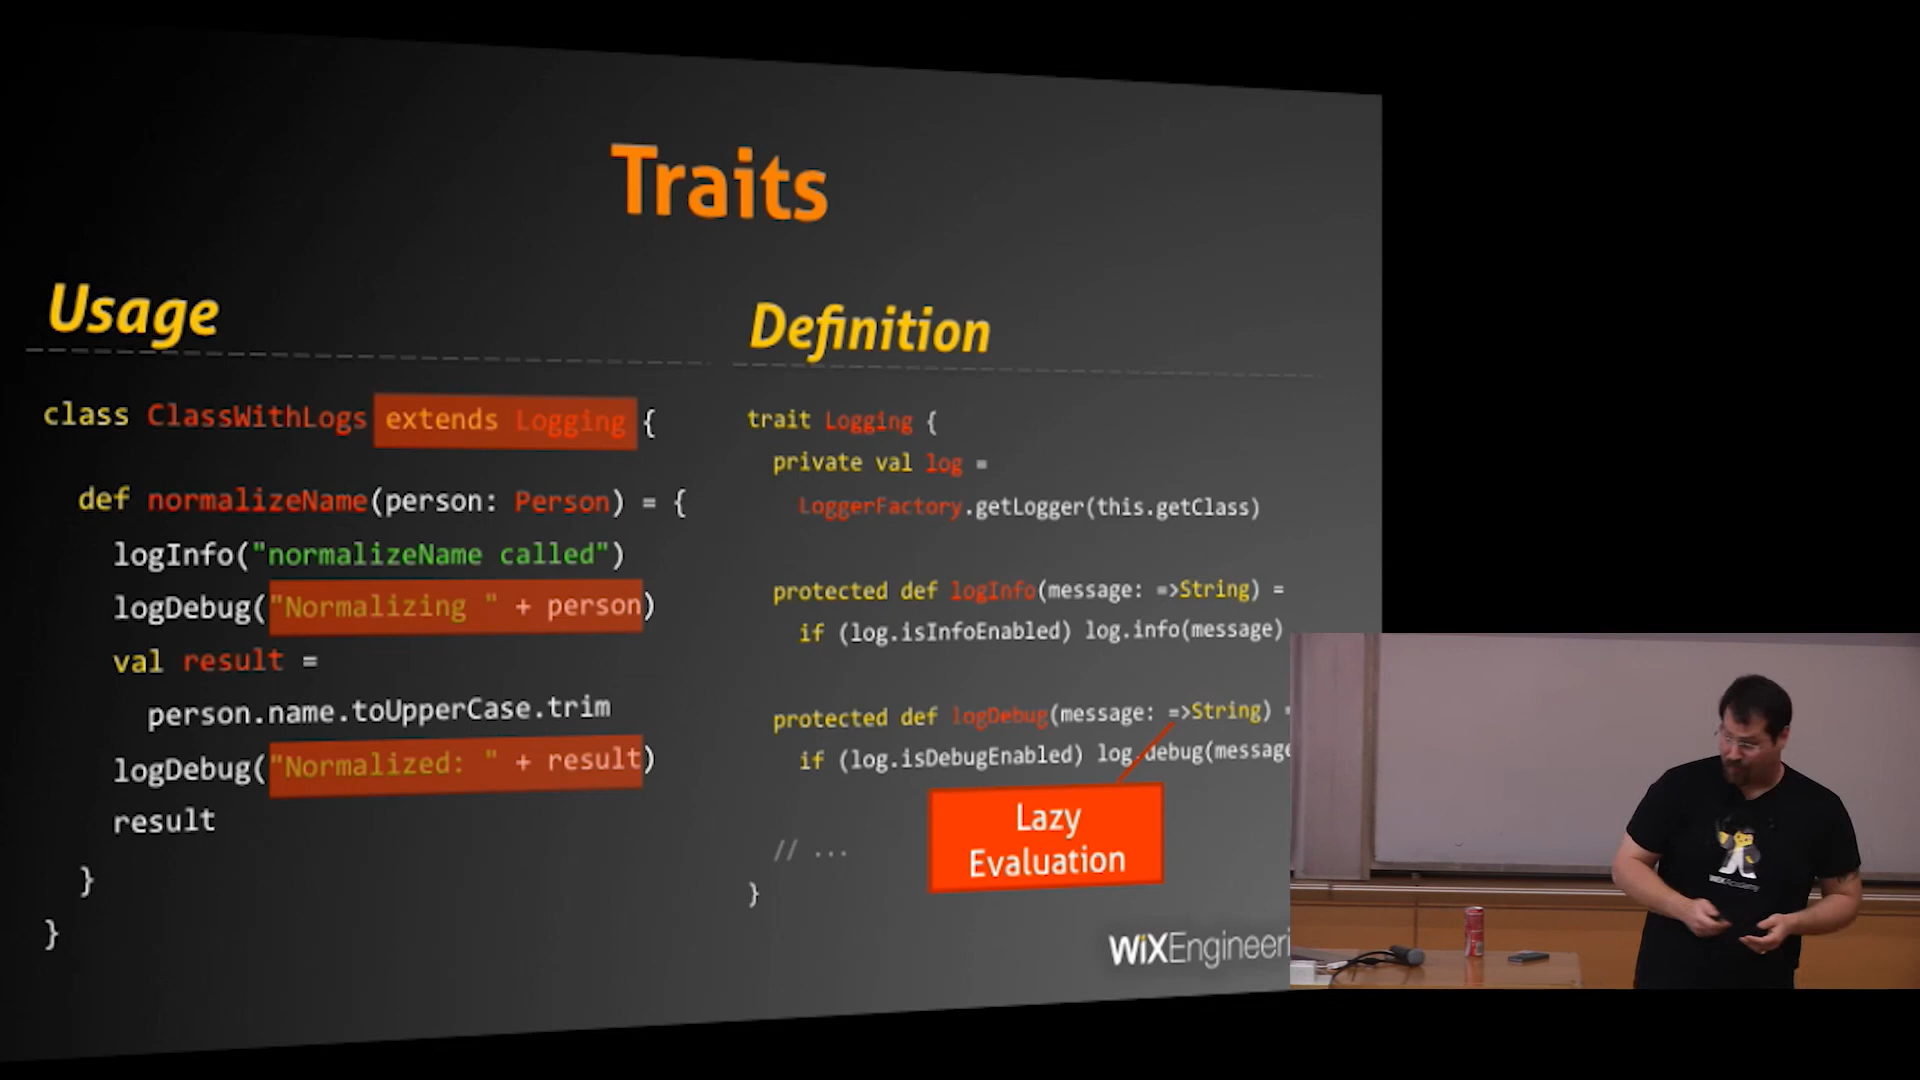 Traits
Usage
class ClassWithLogs extends Logging {
def normalizeName(person: Person) = {
logInfo("normalizeName called")
logDebug("Normalizing " + person)
val result =
person.name.toUpperCase.trim
logDebug("Normalized: " + result)
result
}
}
Definition
trait Logging {
private val log =
LoggerFactory.getLogger(this.getClass)
protected def logInfo(message: =>String) =
if (log.isInfoEnabled) log.info(message)
protected def logDebug(message: =>String) =
if (log.isDebugEnabled) log.debug(message
Lazy
Evaluation
// ...
}
WiXEngineeri
WiX Academy